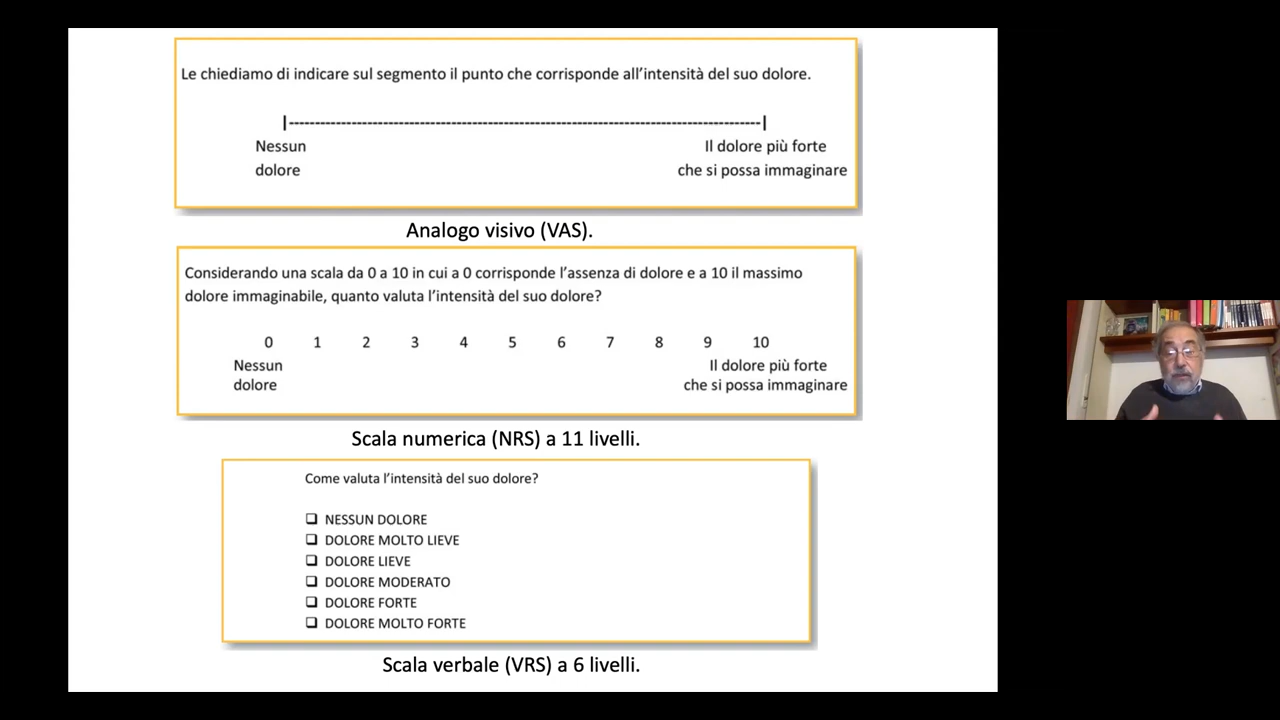 Le chiediamo di indicare sul segmento il punto che corrisponde all'intensità del suo dolore.
|------------------------------------------------------------------------------------------|
Nessun Il dolore più forte
dolore che si possa immaginare
Analogo visivo (VAS).
Considerando una scala da 0 a 10 in cui a 0 corrisponde l'assenza di dolore e a 10 il massimo
dolore immaginabile, quanto valuta l'intensità del suo dolore?
0 1 2 3 4 5 6 7 8 9 10
Nessun Il dolore più forte
dolore che si possa immaginare
Scala numerica (NRS) a 11 livelli.
Come valuta l'intensità del suo dolore?
❑ NESSUN DOLORE
❑ DOLORE MOLTO LIEVE
❑ DOLORE LIEVE
❑ DOLORE MODERATO
❑ DOLORE FORTE
❑ DOLORE MOLTO FORTE
Scala verbale (VRS) a 6 livelli.